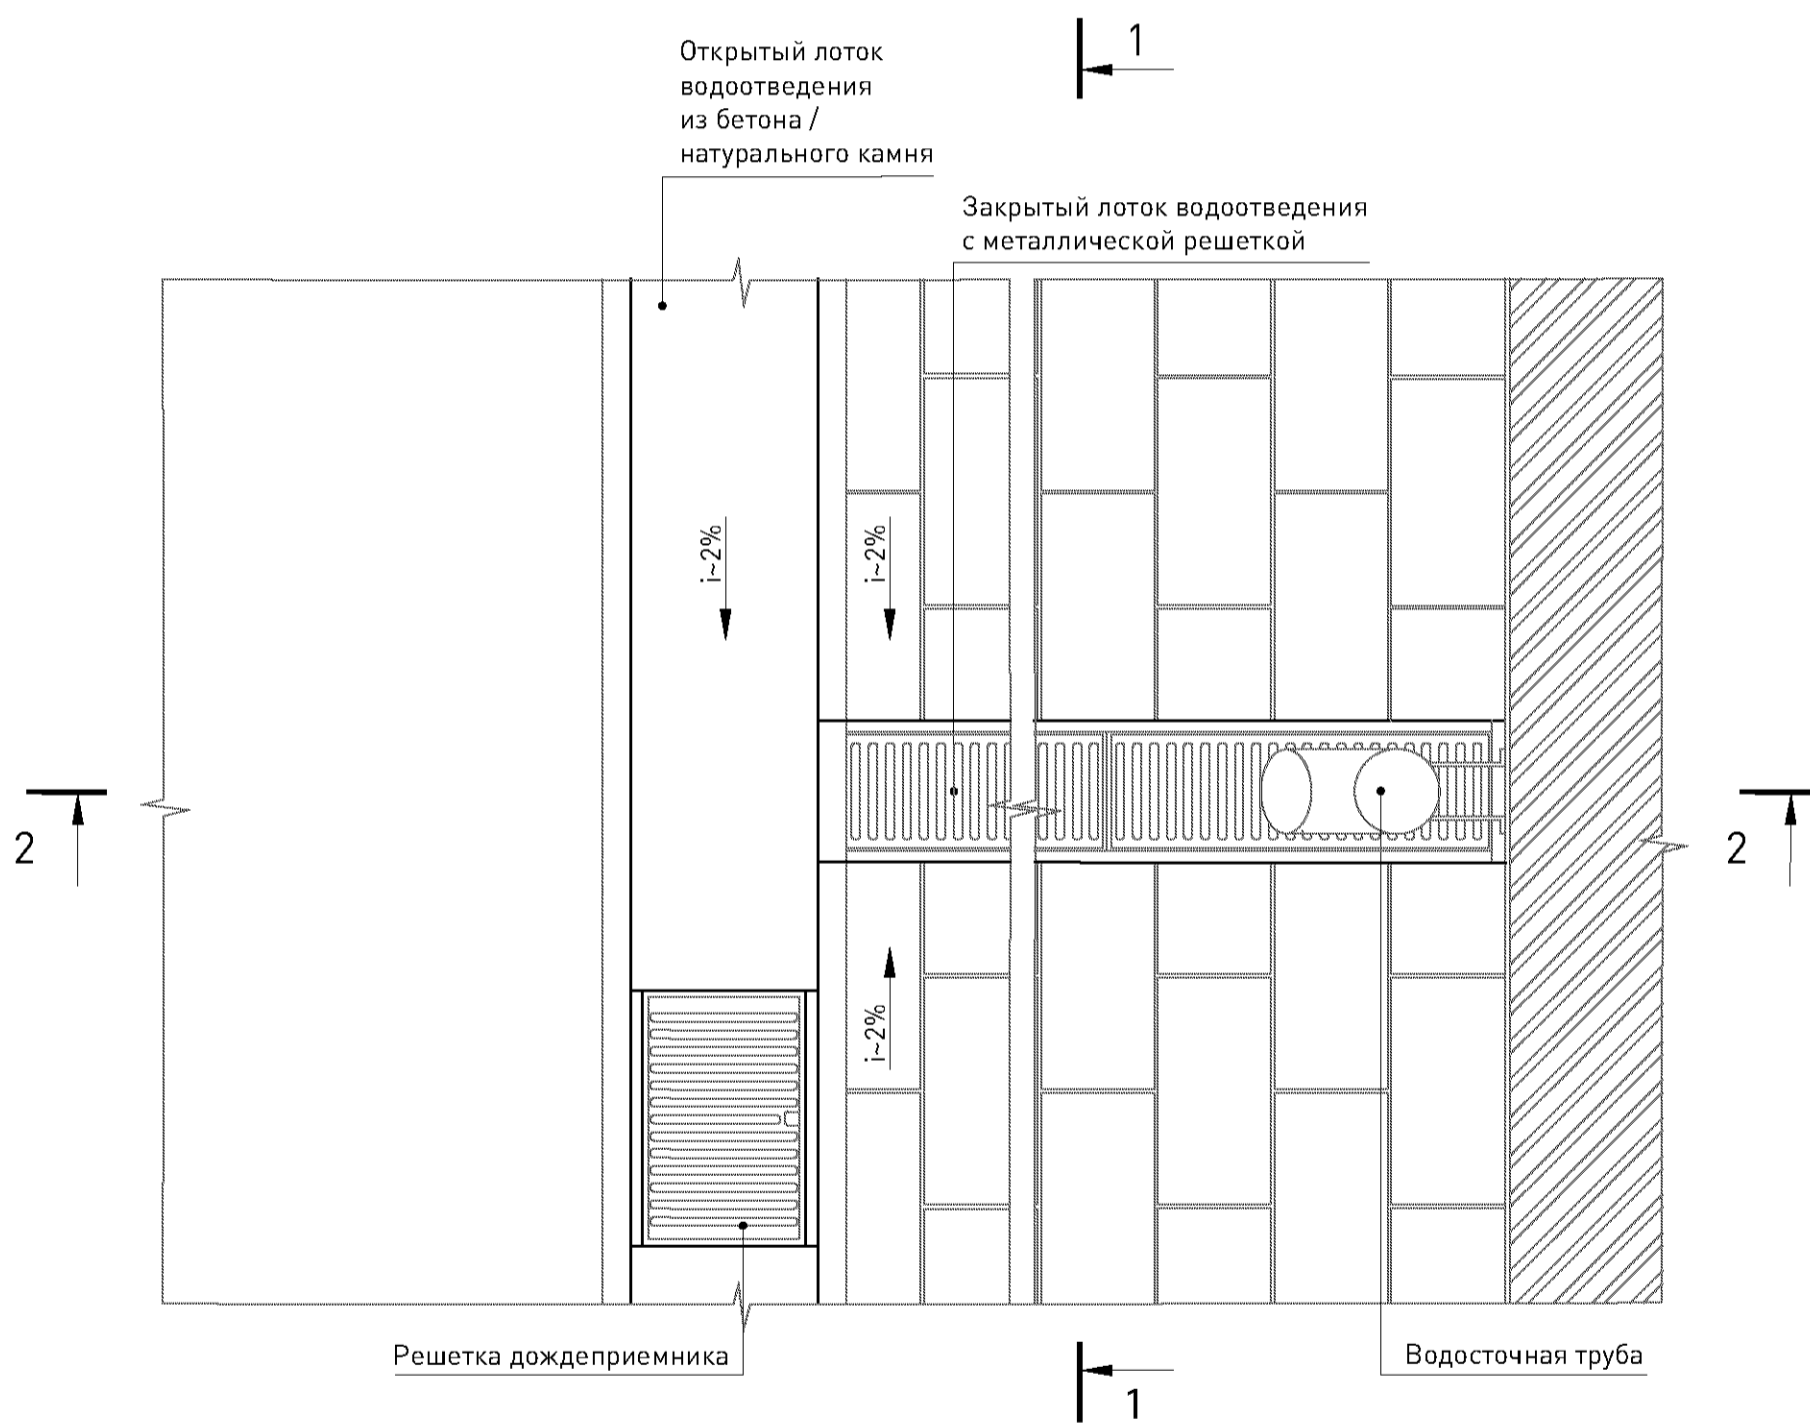 1
Открытый лоток
водоотведения
из бетона /
натурального камня
Закрытый лоток водоотведения
с металлической решеткой
i~2%
i~2%
2
2
i~2%
Решетка дождеприемника
Водосточная труба
1